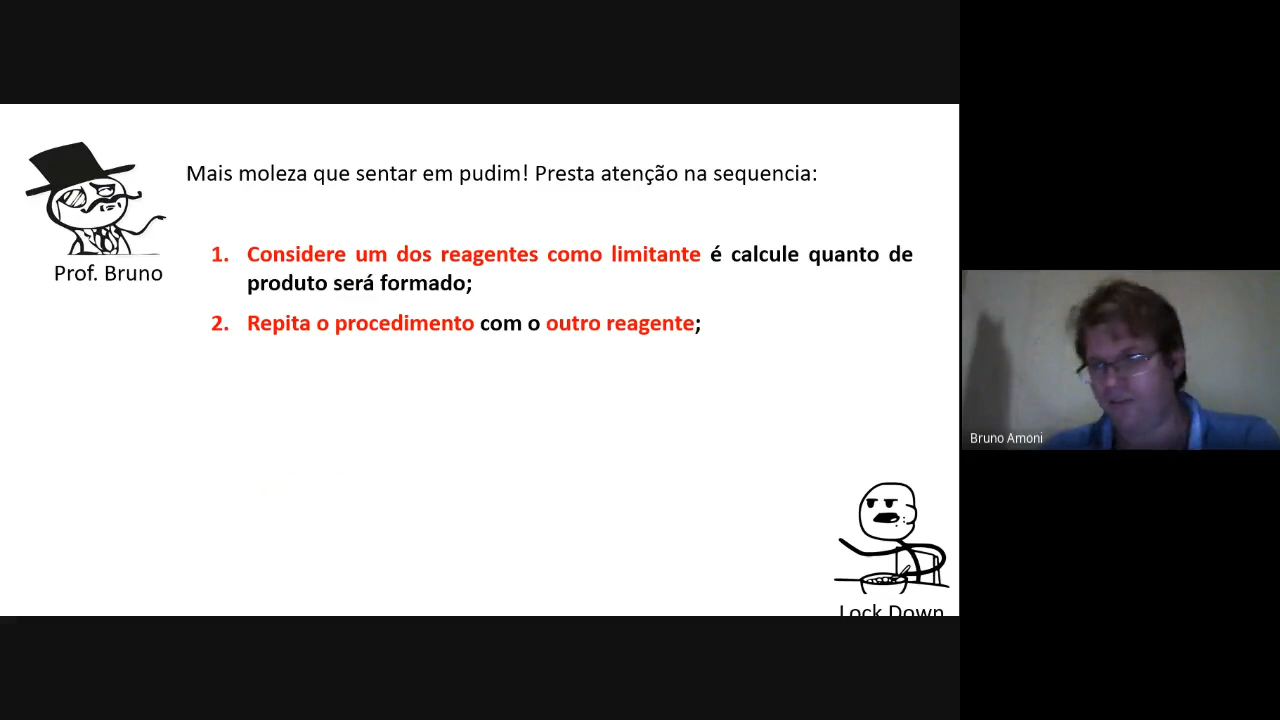 Mais moleza que sentar em pudim! Presta atenção na sequencia:
Prof. Bruno
1. Considere um dos reagentes como limitante é calcule quanto de
produto será formado;
2. Repita o procedimento com o outro reagente;
Bruno Amoni
Lock Down